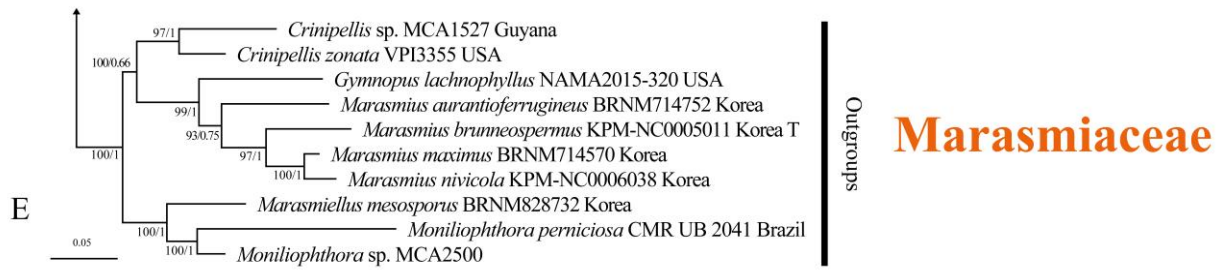 97/1
Crinipellis sp. MCA1527 Guyana
Crinipellis zonata VPI3355 USA
100/0.66
Gymnopus lachnophyllus NAMA2015-320 USA
99/1
Marasmius aurantioferrugineus BRNM714752 Korea
93/0.75
Marasmius brunneospermus KPM-NC0005011 Korea T
97/1
Marasmius maximus BRNM714570 Korea
100/1
100/1
Marasmius nivicola KPM-NC0006038 Korea
Marasmiellus mesosporus BRNM828732 Korea
100/1
Moniliophthora perniciosa CMR UB 2041 Brazil
100/1
Moniliophthora sp. MCA2500
E
0.05
Outgroups
Marasmiaceae